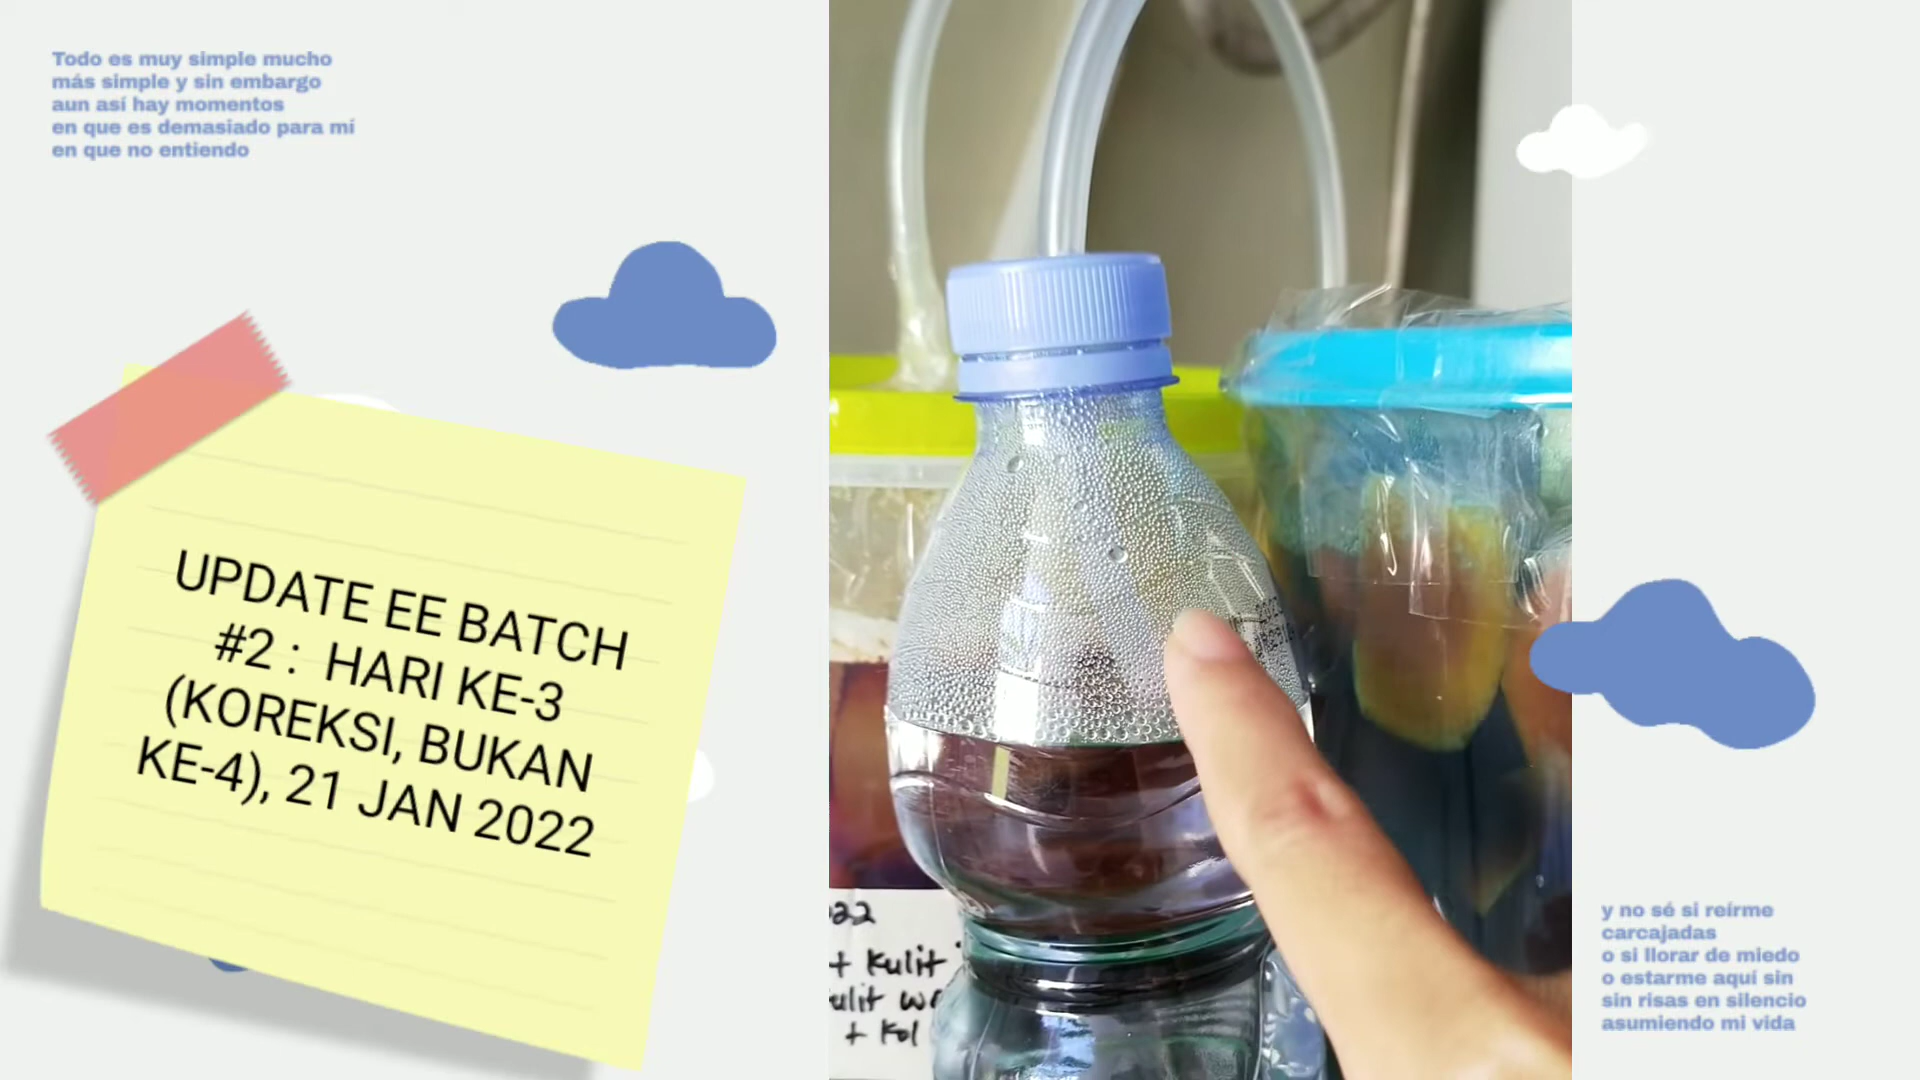 Todo es muy simple mucho
más simple y sin embargo
aun así hay momentos
en que es demasiado para mí
en que no entiendo
UPDATE EE BATCH
#2 : HARI KE-3
(KOREKSI, BUKAN
KE-4), 21 JAN 2022
+ Kulit
+ Kol
y no sé si reírme
carcajadas
o si llorar de miedo
o estarme aquí sin
sin risas en silencio
asumiendo mi vida